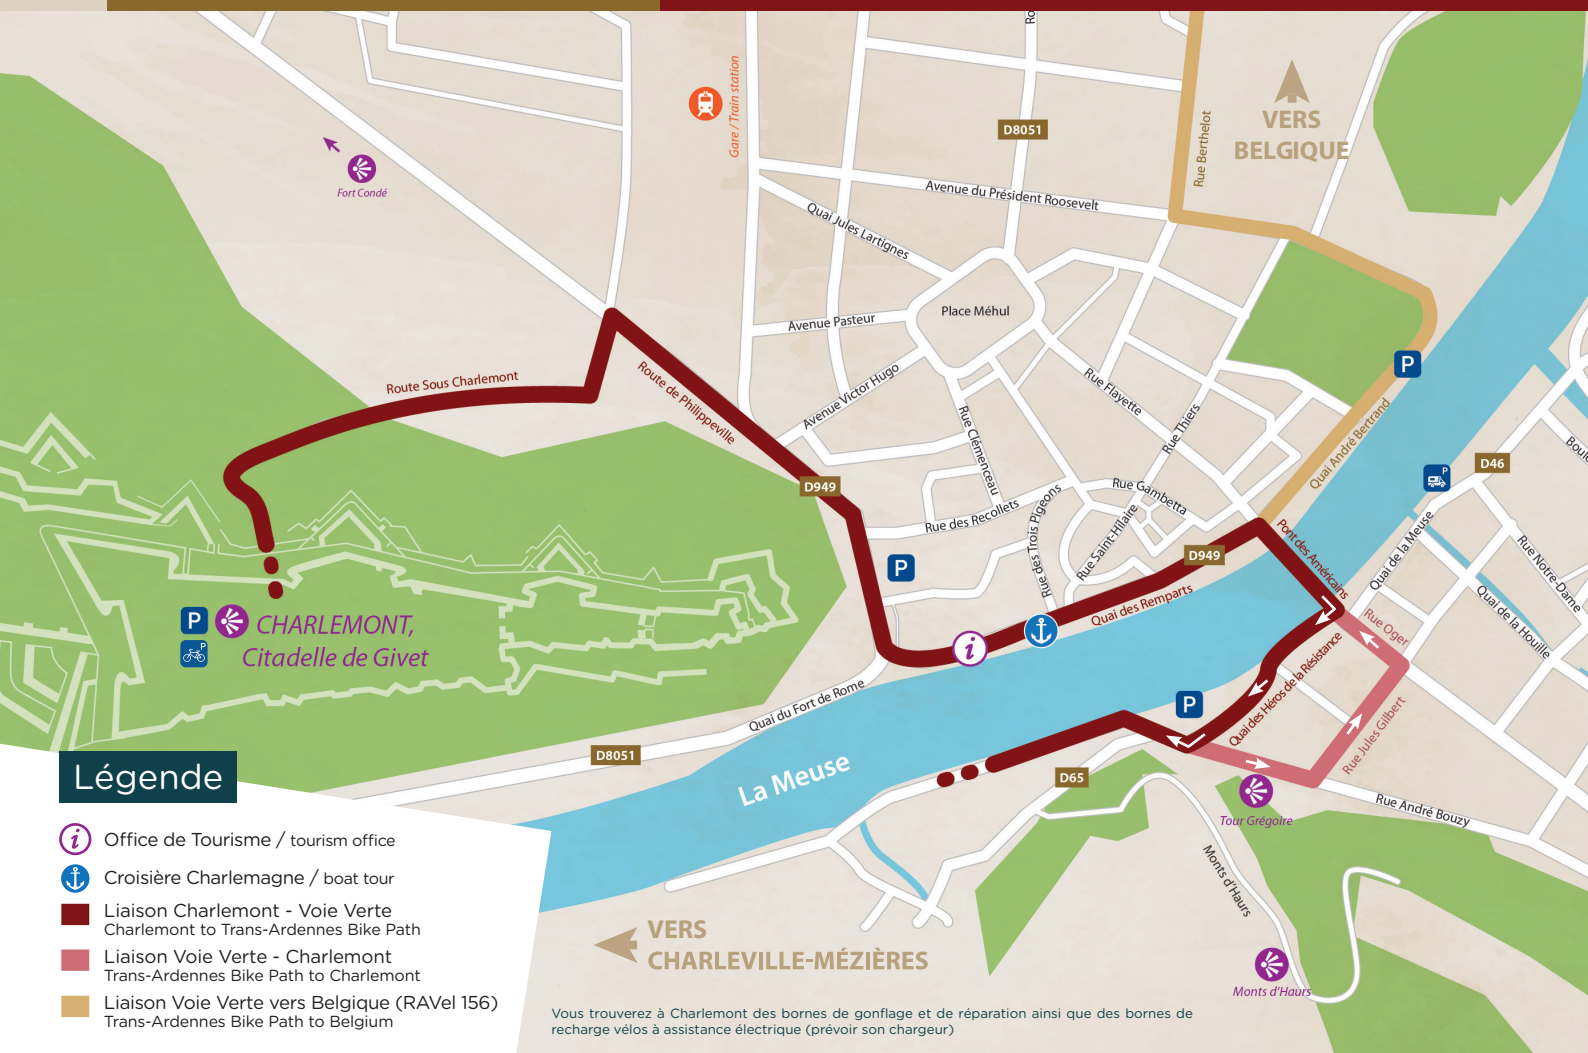 Ro
Gare / Train station
D8051
VERS
BELGIQUE
Rue Berthelot
Fort Condé
Avenue du Président Roosevelt
Quai Jules Lartignes
Place Méhul
Avenue Pasteur
Route Sous Charlemont
Route de Philippeville
Avenue Victor Hugo
Rue Flayette
Rue Thiers
Rue Clémenceau
P
Quai André Bertrand
Boule
D46
P
D949
Rue Gambetta
Rue des Recollets
Rue des Trois Pigeons
Rue Saint-Hilaire
Pont des Américains
Quai de la Meuse
Rue Notre-Dame
D949
P
Quai des Remparts
Quai de la Houille
Rue Oger
P
P
CHARLEMONT,
Citadelle de Givet
i
Quai des Héros de la Résistance
Rue Jules Gilbert
P
Quai du Fort de Rome
D8051
La Meuse
D65
Tour Grégoire
Rue André Bouzy
Monts d'Haurs
Monts d'Haurs
VERS
CHARLEVILLE-MÉZIÈRES
Légende
i Office de Tourisme / tourism office
Croisière Charlemagne / boat tour
Liaison Charlemont - Voie Verte
Charlemont to Trans-Ardennes Bike Path
Liaison Voie Verte - Charlemont
Trans-Ardennes Bike Path to Charlemont
Liaison Voie Verte vers Belgique (RAVel 156)
Trans-Ardennes Bike Path to Belgium
Vous trouverez à Charlemont des bornes de gonflage et de réparation ainsi que des bornes de
recharge vélos à assistance électrique (prévoir son chargeur)